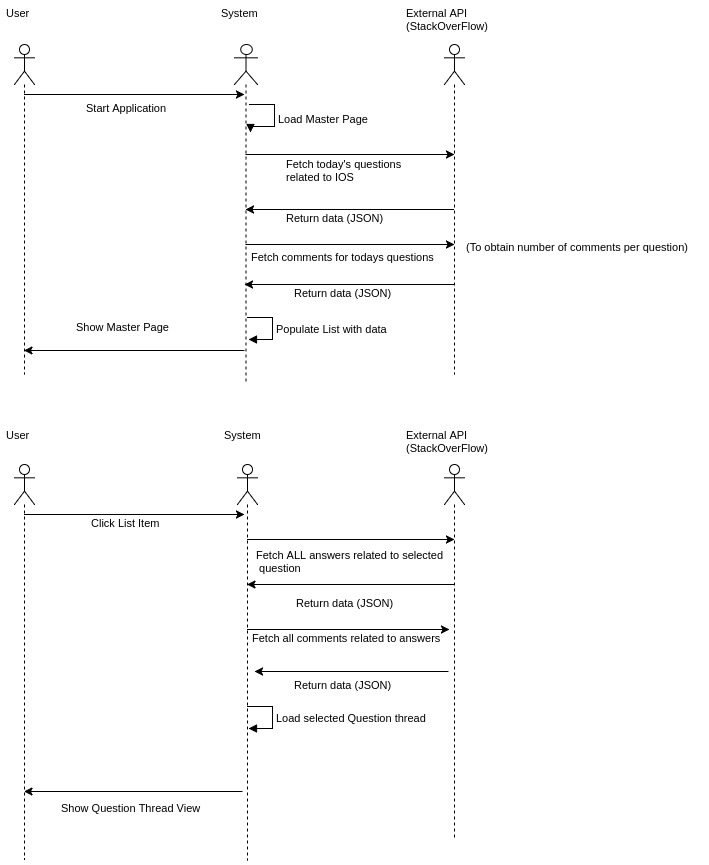 User
System
External API
(StackOverFlow)
Start Application
Load Master Page
Fetch today's questions
related to IOS
Return data (JSON)
(To obtain number of comments per question)
Fetch comments for todays questions
Return data (JSON)
Show Master Page
Populate List with data
User
System
External API
(StackOverFlow)
Click List Item
Fetch ALL answers related to selected
question
Return data (JSON)
Fetch all comments related to answers
Return data (JSON)
Load selected Question thread
Show Question Thread View